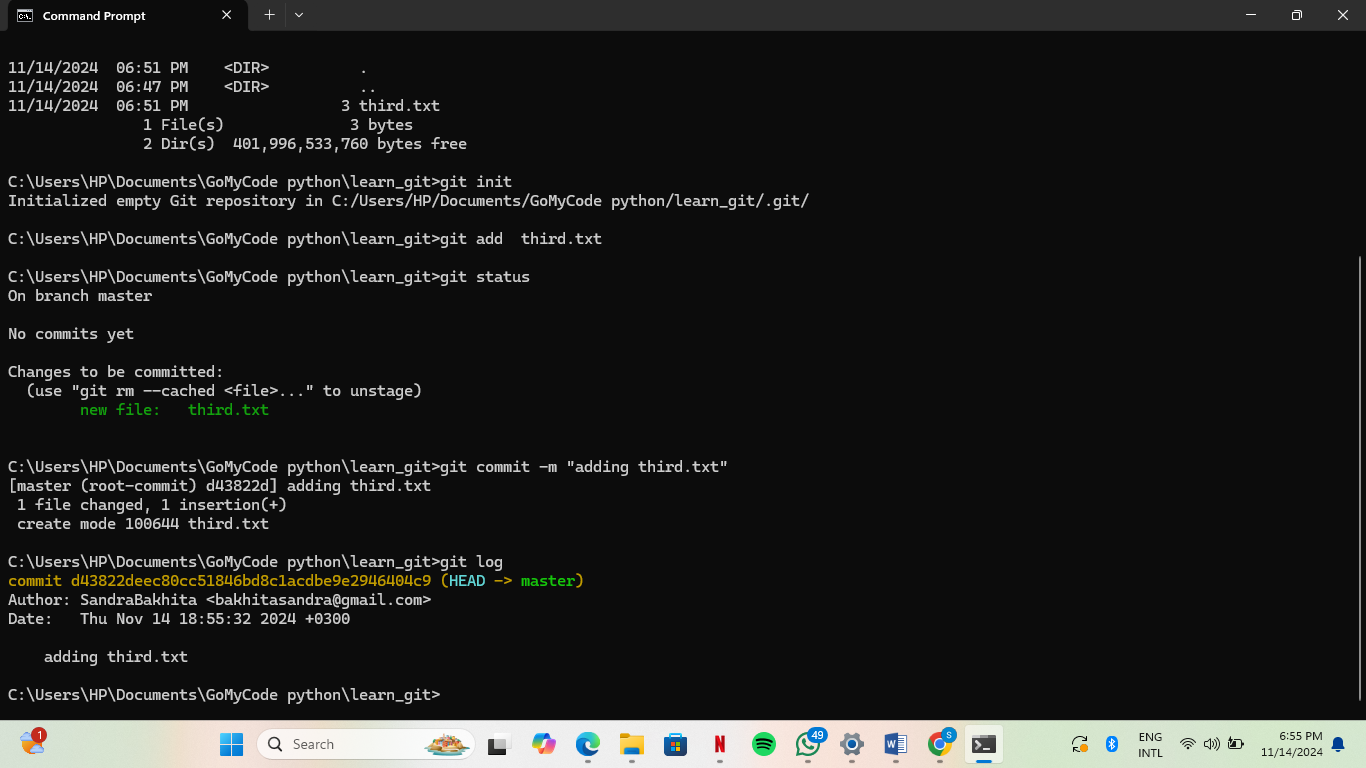 Command Prompt
11/14/2024  06:51 PM    <DIR>          .
11/14/2024  06:47 PM    <DIR>          ..
11/14/2024  06:51 PM                 3 third.txt
               1 File(s)              3 bytes
               2 Dir(s)  401,996,533,760 bytes free
C:\Users\HP\Documents\GoMyCode python\learn_git>git init
Initialized empty Git repository in C:/Users/HP/Documents/GoMyCode python/learn_git/.git/
C:\Users\HP\Documents\GoMyCode python\learn_git>git add  third.txt
C:\Users\HP\Documents\GoMyCode python\learn_git>git status
On branch master
No commits yet
Changes to be committed:
  (use "git rm --cached <file>..." to unstage)
        new file:   third.txt
C:\Users\HP\Documents\GoMyCode python\learn_git>git commit -m "adding third.txt"
[master (root-commit) d43822d] adding third.txt
 1 file changed, 1 insertion(+)
 create mode 100644 third.txt
C:\Users\HP\Documents\GoMyCode python\learn_git>git log
commit d43822deec80cc51846bd8c1acdbe9e2946404c9 (HEAD -> master)
Author: SandraBakhita <bakhitasandra@gmail.com>
Date:   Thu Nov 14 18:55:32 2024 +0300
    adding third.txt
C:\Users\HP\Documents\GoMyCode python\learn_git>
1
Search
49
S
ENG
INTL
6:55 PM
11/14/2024